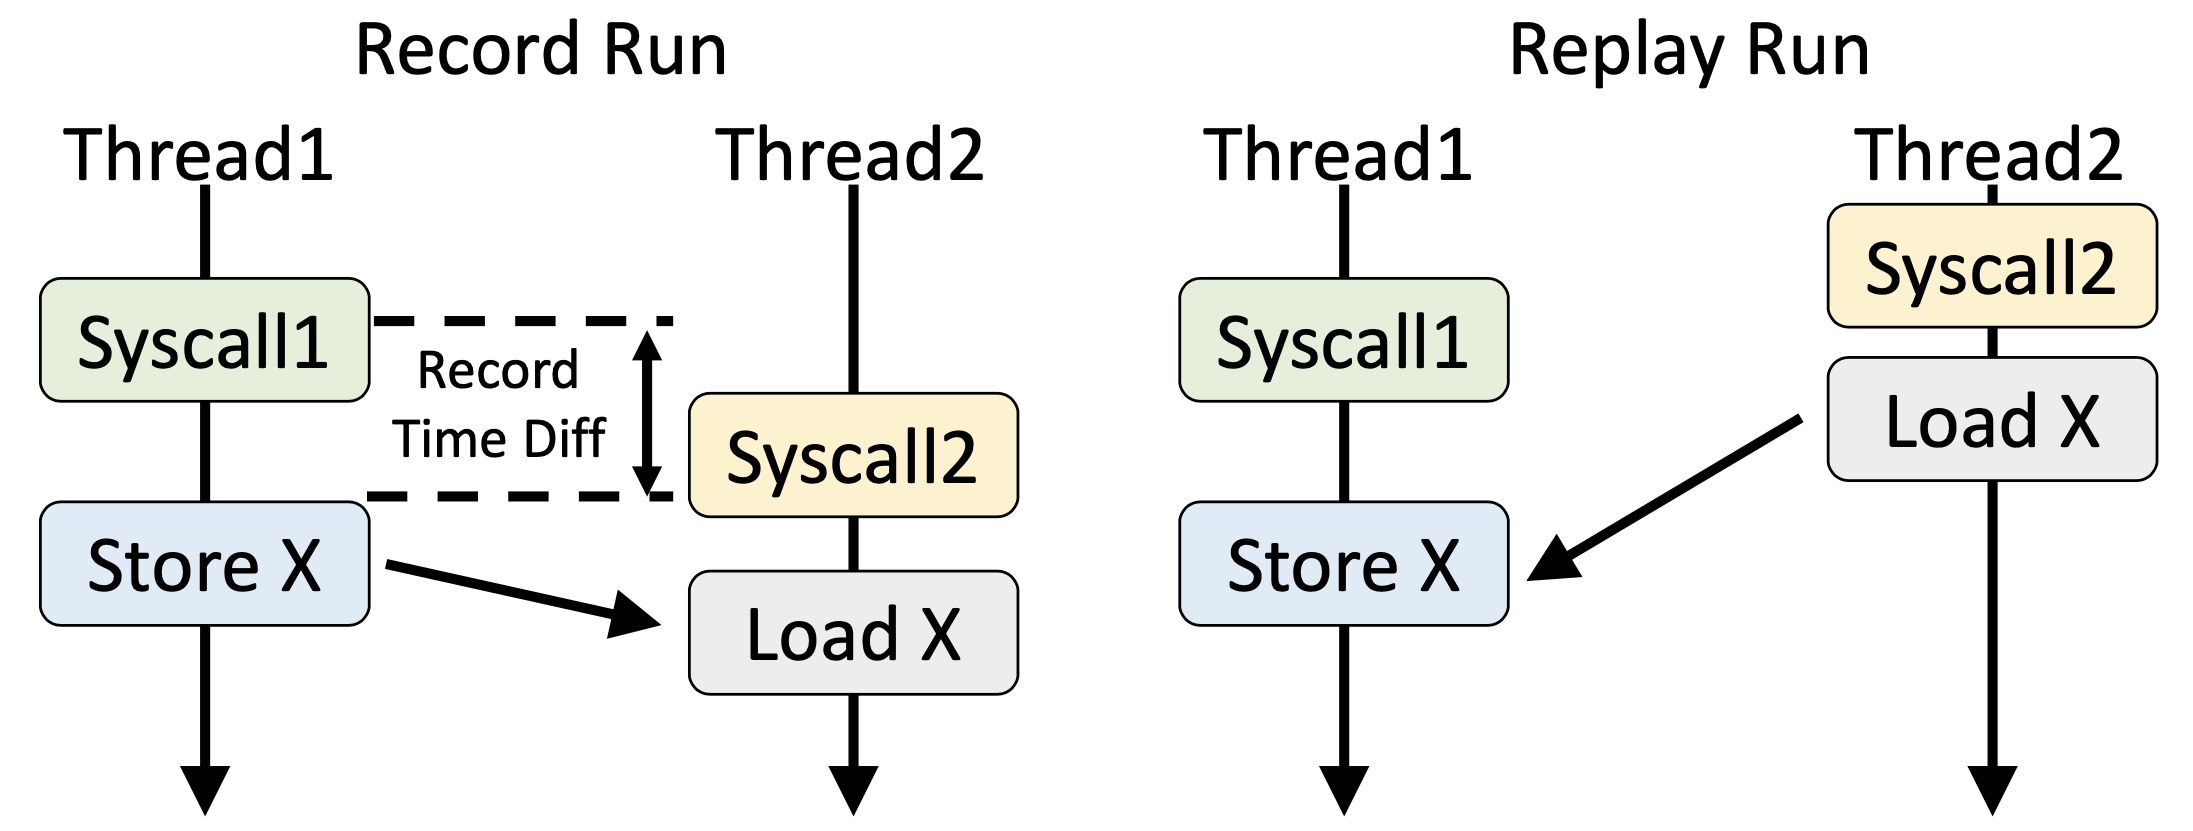 Record Run
Thread1
Thread2
Syscall1
Record
Time Diff
Syscall2
Store X
Load X
Replay Run
Thread1
Thread2
Syscall2
Syscall1
Load X
Store X